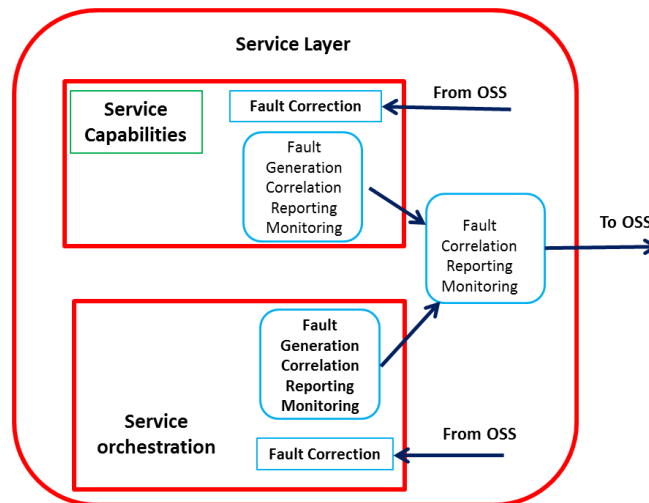 Service Layer
Service
Capabilities
Fault Correction
From OSS
Fault
Generation
Correlation
Reporting
Monitoring
Fault
Correlation
Reporting
Monitoring
To OSS
Fault
Generation
Correlation
Reporting
Monitoring
Service
orchestration
Fault Correction
From OSS